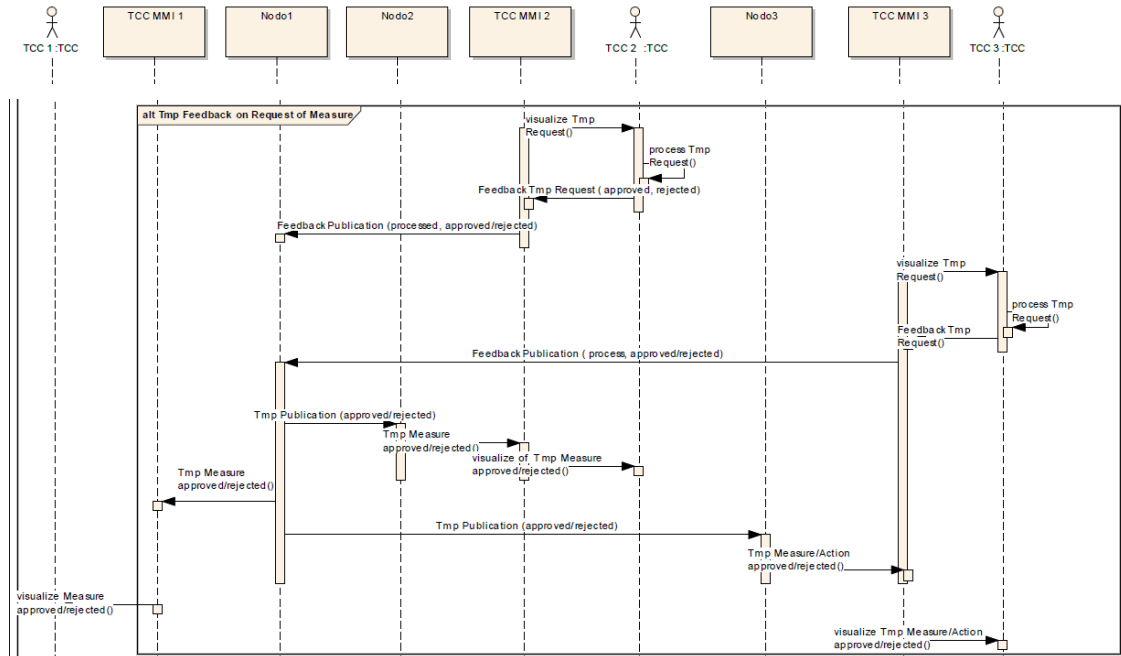 TCC MMI 1
Nodo1
Nodo2
TCC MMI 2
Nodo3
TCC MMI 3
TCC 1 :TCC
TCC 2 :TCC
TCC 3 :TCC
alt Tmp Feedback on Request of Measure
visualize Tmp
Request()
process Tmp
Request()
Feedback Tmp Request ( approved, rejected)
Feedback Publication (processed, approved/rejected)
visualize Tmp
Request()
process Tmp
Request()
Feedback Tmp
Request()
Feedback Publication ( process, approved/rejected)
Tmp Publication (approved/rejected)
Tmp Measure
approved/rejected()
visualize of Tmp Measure
approved/rejected()
Tmp Measure
approved/rejected()
Tmp Publication (approved/rejected)
Tmp Measure/Action
approved/rejected()
visualize Measure
approved/rejected()
visualize Tmp Measure/Action
approved/rejected()